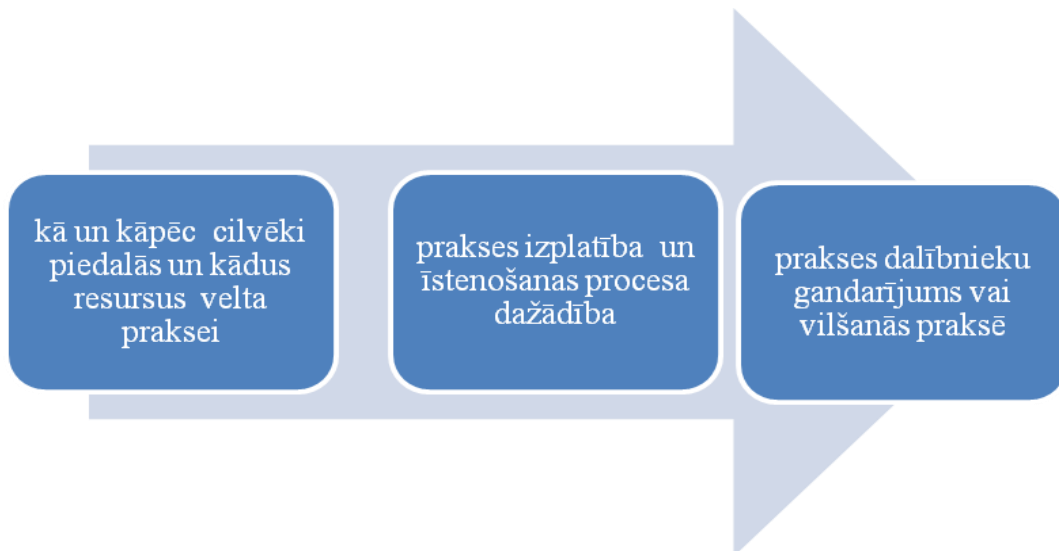 kā un kāpēc cilvēki
piedalās un kādus
resursus velta
praksei
prakses izplatība un
īstenošanas procesa
dažādība
prakses dalībnieku
gandarījums vai
vilšanās praksē